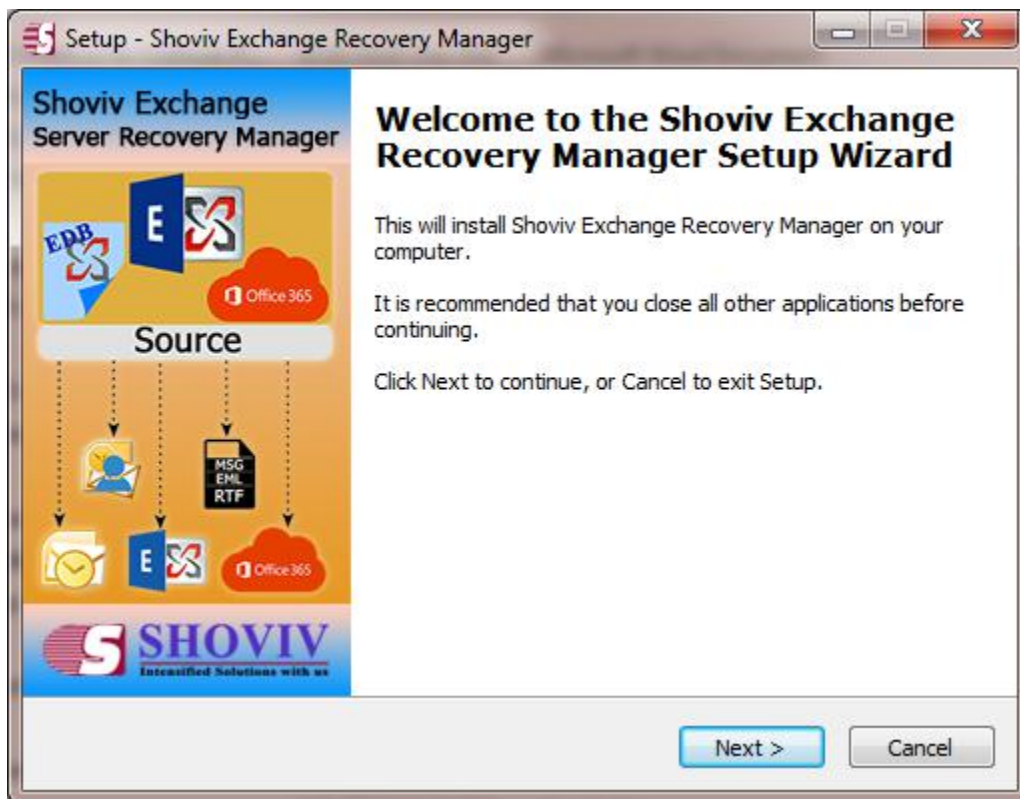 Setup - Shoviv Exchange Recovery Manager
Shoviv Exchange
Server Recovery Manager
EDB
E
Office 365
Source
MSG
EML
RTF
E
Office 365
S SHOVIV
Intensified Solutions with us
Welcome to the Shoviv Exchange
Recovery Manager Setup Wizard
This will install Shoviv Exchange Recovery Manager on your
computer.
It is recommended that you close all other applications before
continuing.
Click Next to continue, or Cancel to exit Setup.
Next >
Cancel